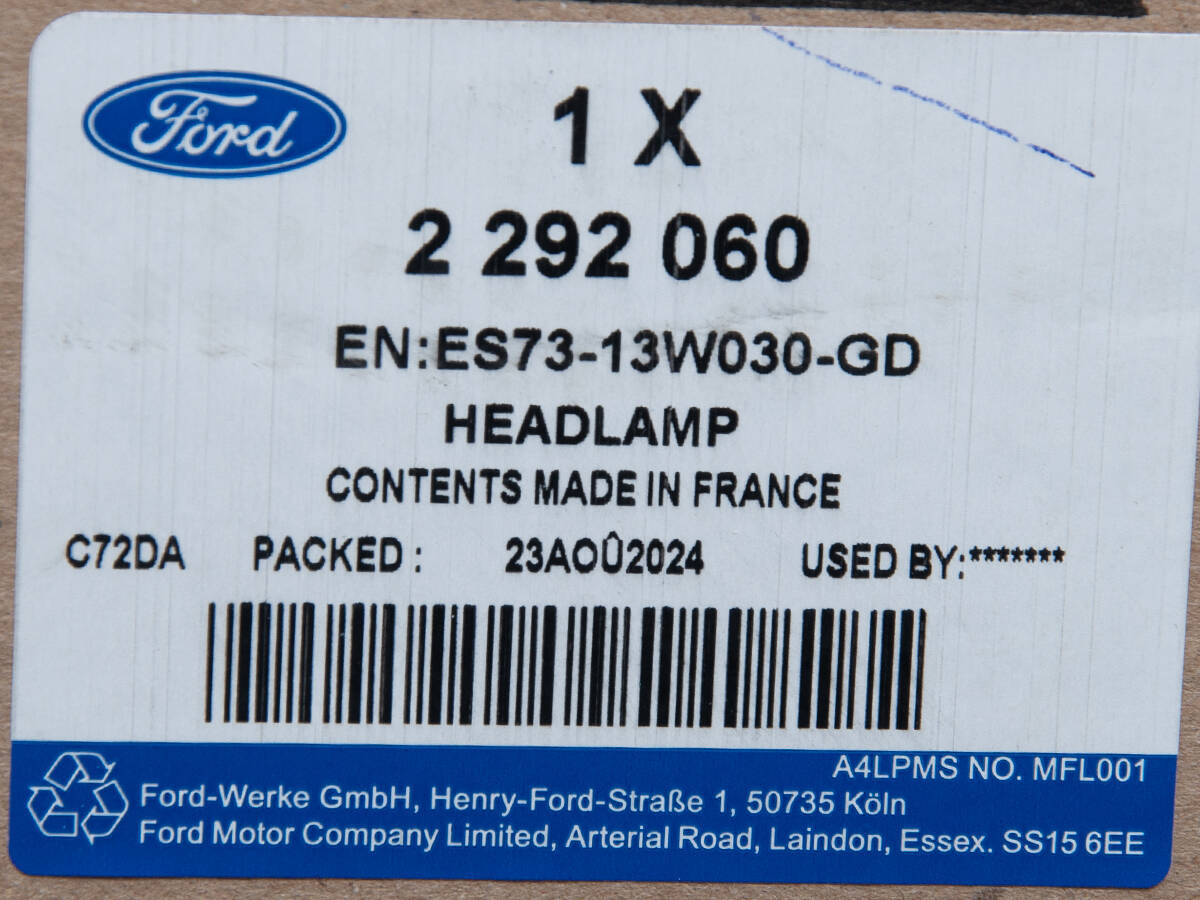 Ford
1 X
2 292 060
EN:ES73-13W030-GD
HEADLAMP
CONTENTS MADE IN FRANCE
C72DA PACKED : 23AOÛ2024 USED BY:*******
A4LPMS NO. MFL001
Ford-Werke GmbH, Henry-Ford-Straße 1, 50735 Köln
Ford Motor Company Limited, Arterial Road, Laindon, Essex. SS15 6EE